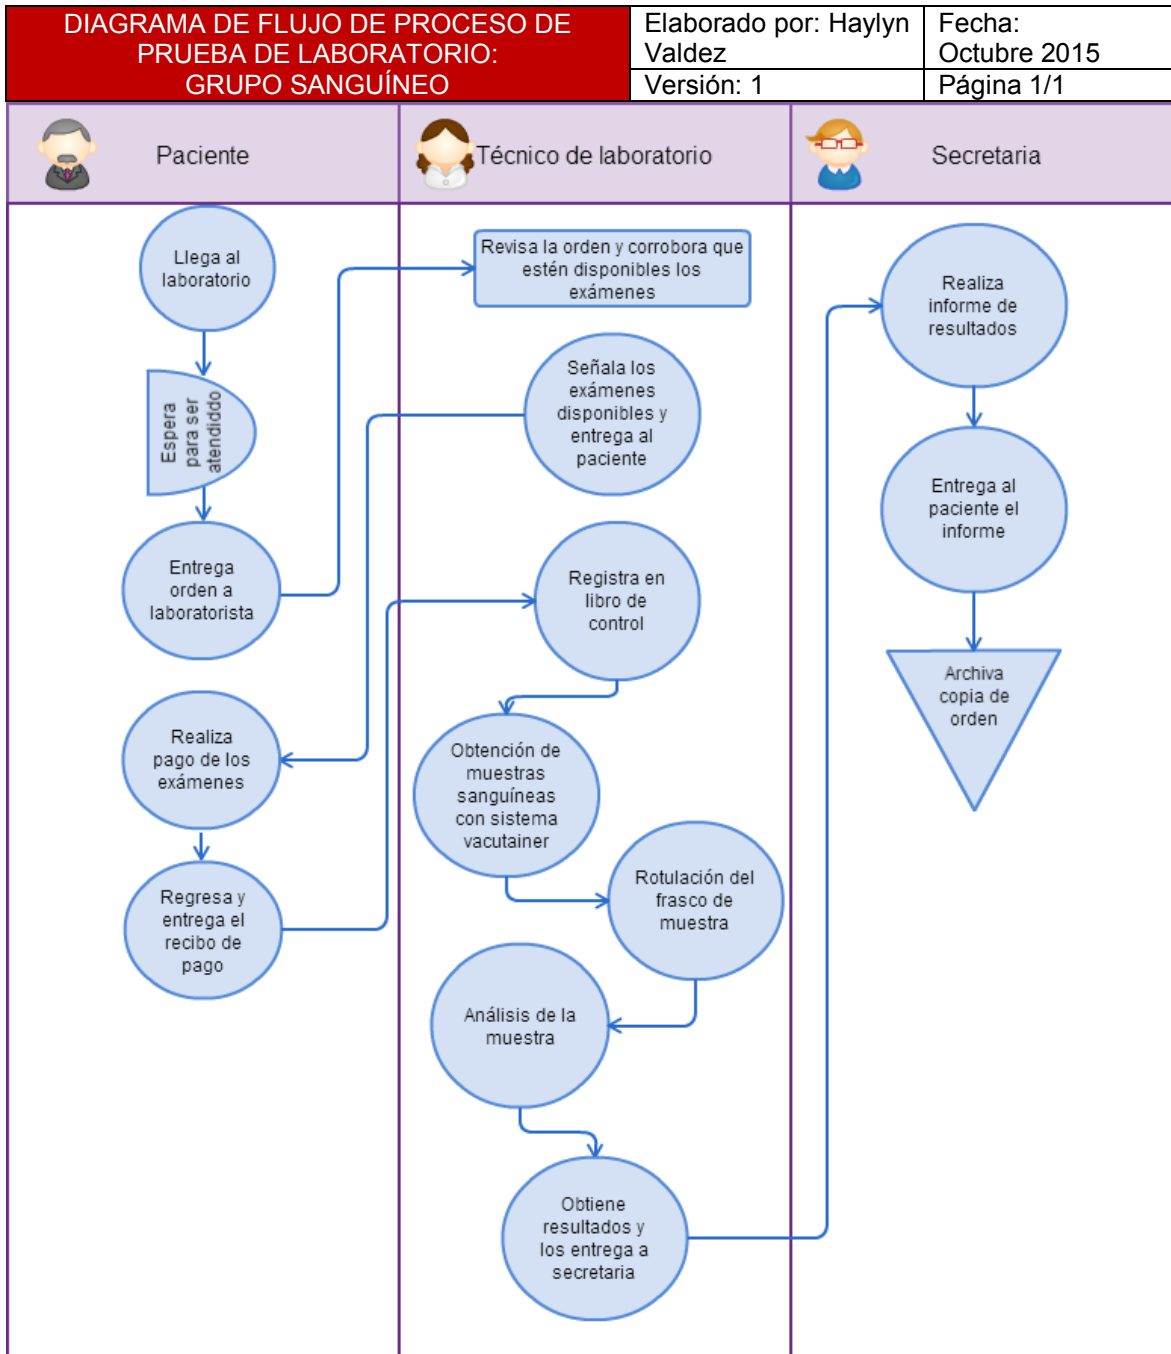 DIAGRAMA DE FLUJO DE PROCESO DE
PRUEBA DE LABORATORIO:
GRUPO SANGUÍNEO
Elaborado por: Haylyn
Valdez
Fecha:
Octubre 2015
Versión: 1
Página 1/1
Paciente
Técnico de laboratorio
Secretaria
Llega al
laboratorio
Espera
para ser
atendiddo
Entrega
orden a
laboratorista
Realiza
pago de los
exámenes
Regresa y
entrega el
recibo de
pago
Revisa la orden y corrobora que
estén disponibles los
exámenes
Señala los
exámenes
disponibles y
entrega al
paciente
Registra en
libro de
control
Obtención de
muestras
sanguíneas
con sistema
vacutainer
Rotulación del
frasco de
muestra
Análisis de la
muestra
Obtiene
resultados y
los entrega a
secretaria
Realiza
informe de
resultados
Entrega al
paciente el
informe
Archiva
copia de
orden